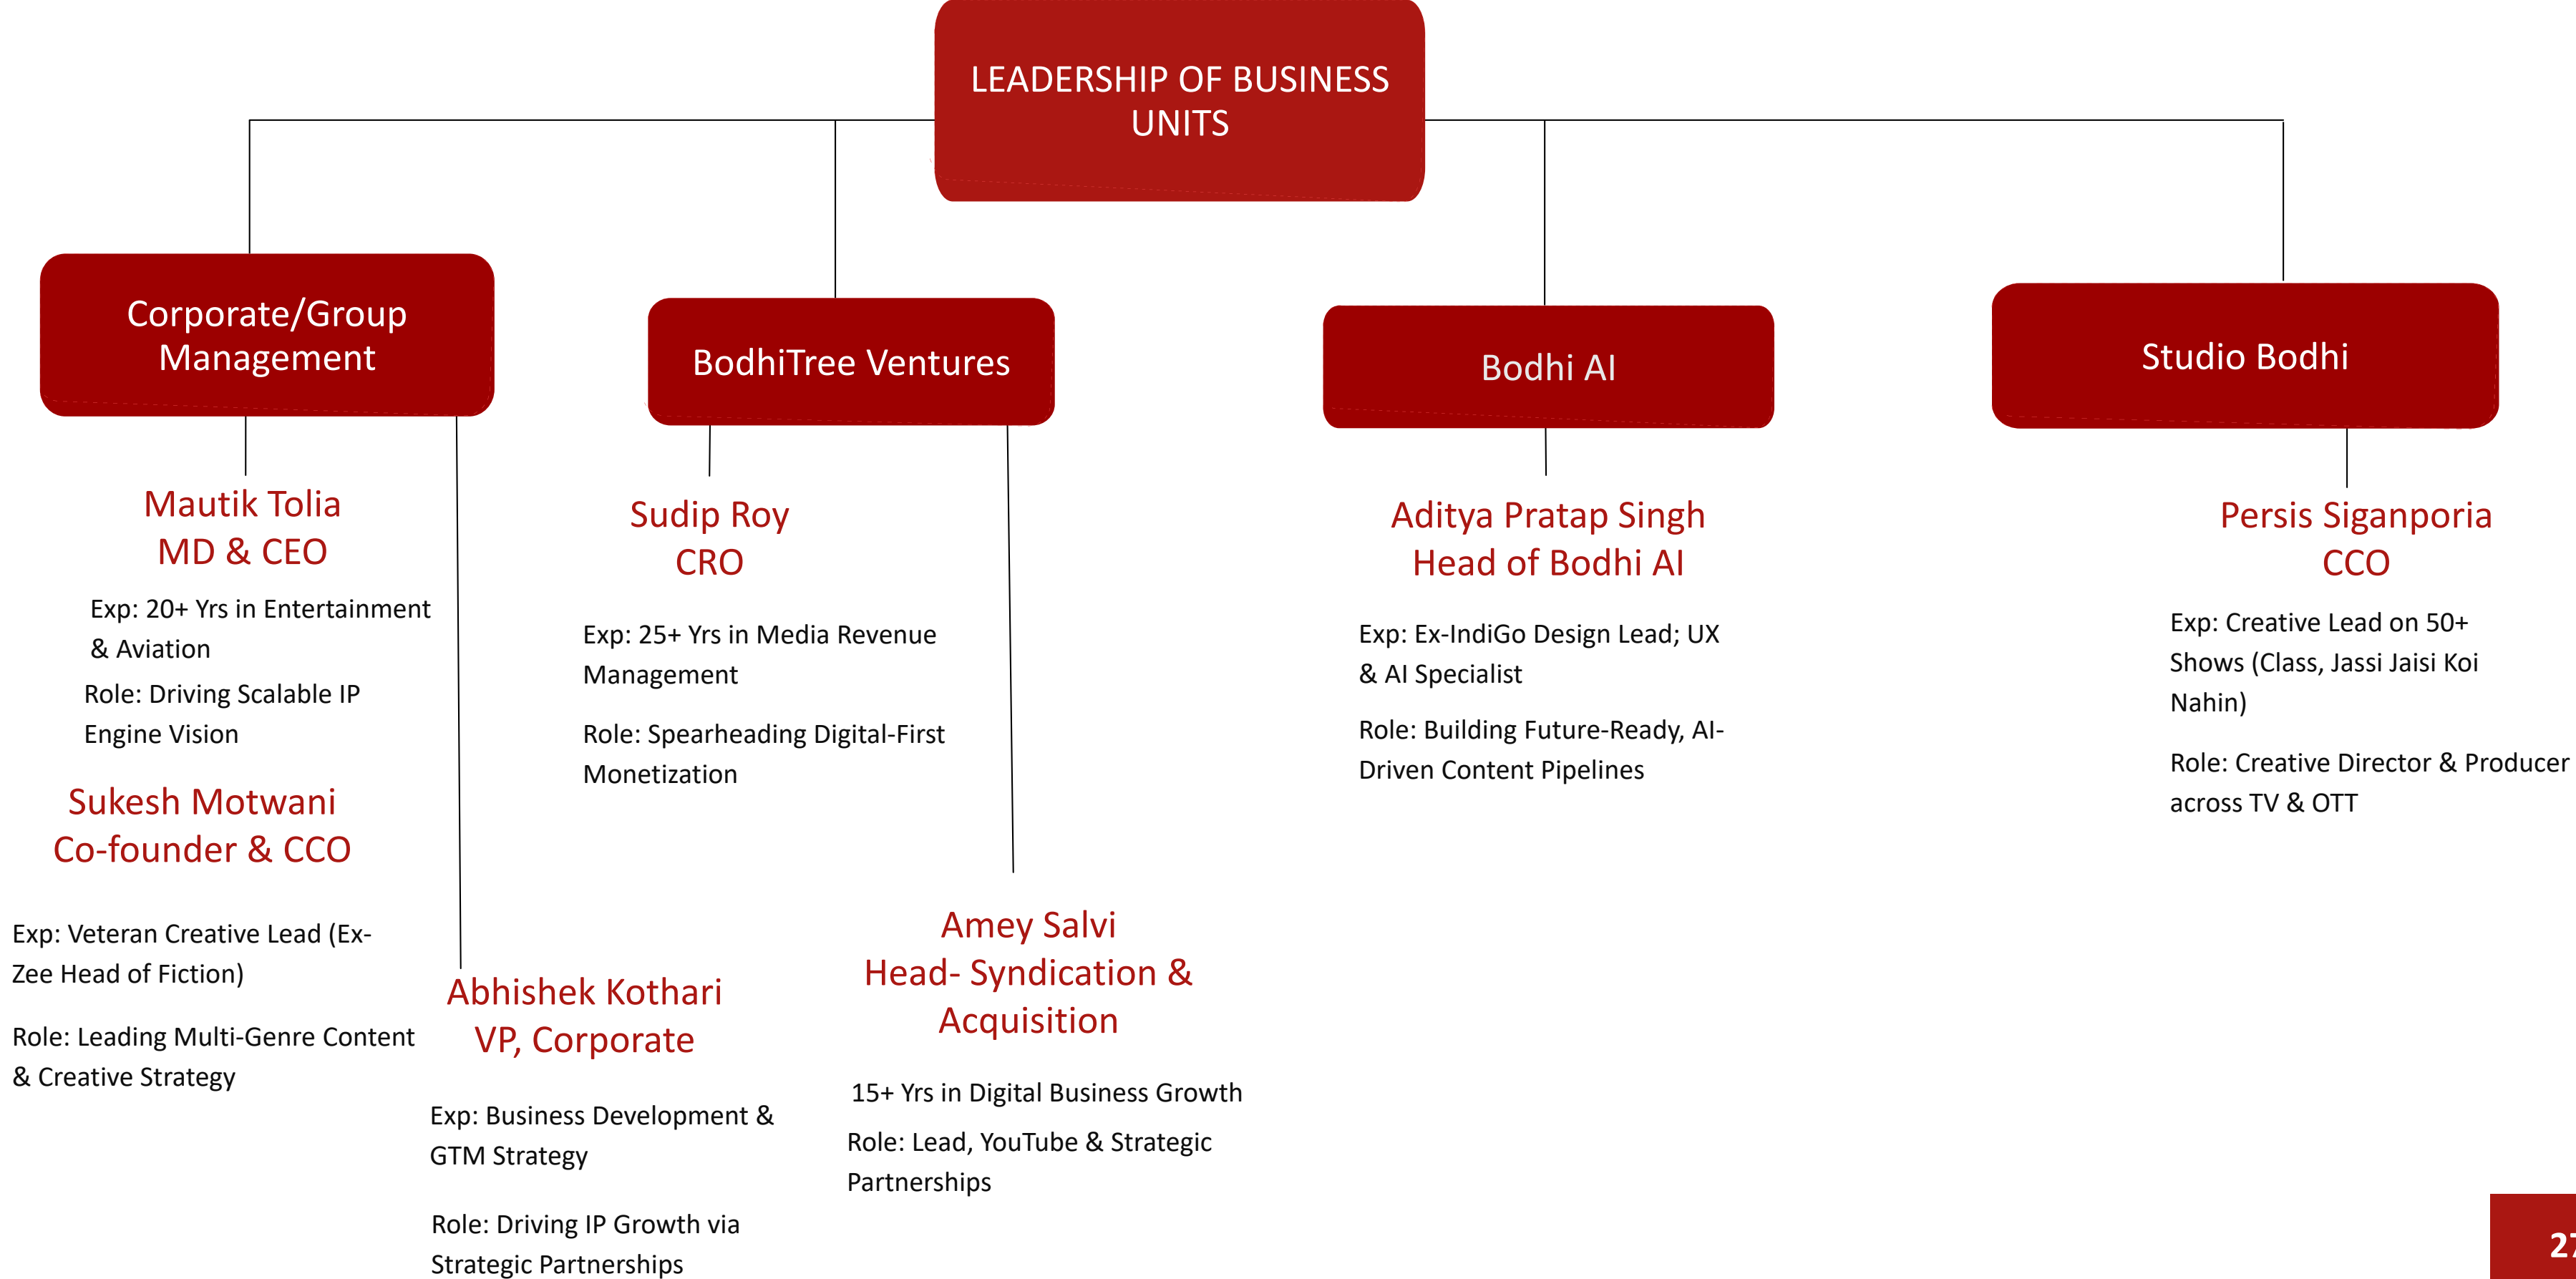 LEADERSHIP OF BUSINESS
UNITS
Corporate/Group
Management
Mautik Tolia
MD & CEO
Exp: 20+ Yrs in Entertainment
& Aviation
Role: Driving Scalable IP
Engine Vision
Sukesh Motwani
Co-founder & CCO
Exp: Veteran Creative Lead (Ex-
Zee Head of Fiction)
Role: Leading Multi-Genre Content
& Creative Strategy
Abhishek Kothari
VP, Corporate
Exp: Business Development &
GTM Strategy
Role: Driving IP Growth via
Strategic Partnerships
BodhiTree Ventures
Sudip Roy
CRO
Exp: 25+ Yrs in Media Revenue
Management
Role: Spearheading Digital-First
Monetization
Amey Salvi
Head- Syndication &
Acquisition
15+ Yrs in Digital Business Growth
Role: Lead, YouTube & Strategic
Partnerships
Bodhi AI
Aditya Pratap Singh
Head of Bodhi AI
Exp: Ex-IndiGo Design Lead; UX
& AI Specialist
Role: Building Future-Ready, AI-
Driven Content Pipelines
Studio Bodhi
Persis Siganporia
CCO
Exp: Creative Lead on 50+
Shows (Class, Jassi Jaisi Koi
Nahin)
Role: Creative Director & Producer
across TV & OTT
27